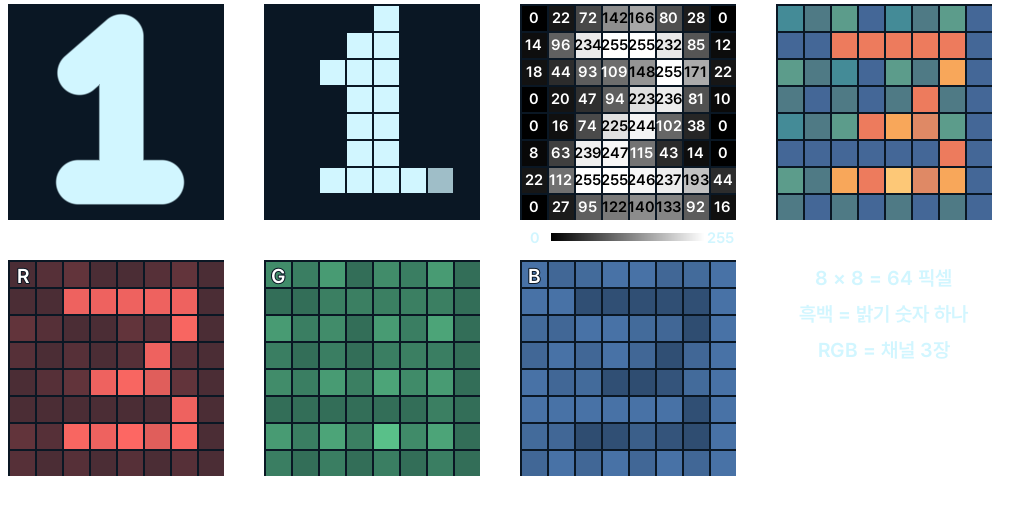 0 22 72 142 166 80 28 0
14 96 234 255 255 232 85 12
18 44 93 109 148 255 171 22
0 20 47 94 223 236 81 10
0 16 74 225 244 102 38 0
8 63 239 247 115 43 14 0
22 112 255 255 246 237 193 44
0 27 95 122 140 133 92 16
0 255
R
G
B
8 × 8 = 64 픽셀
흑백 = 밝기 숫자 하나
RGB = 채널 3장